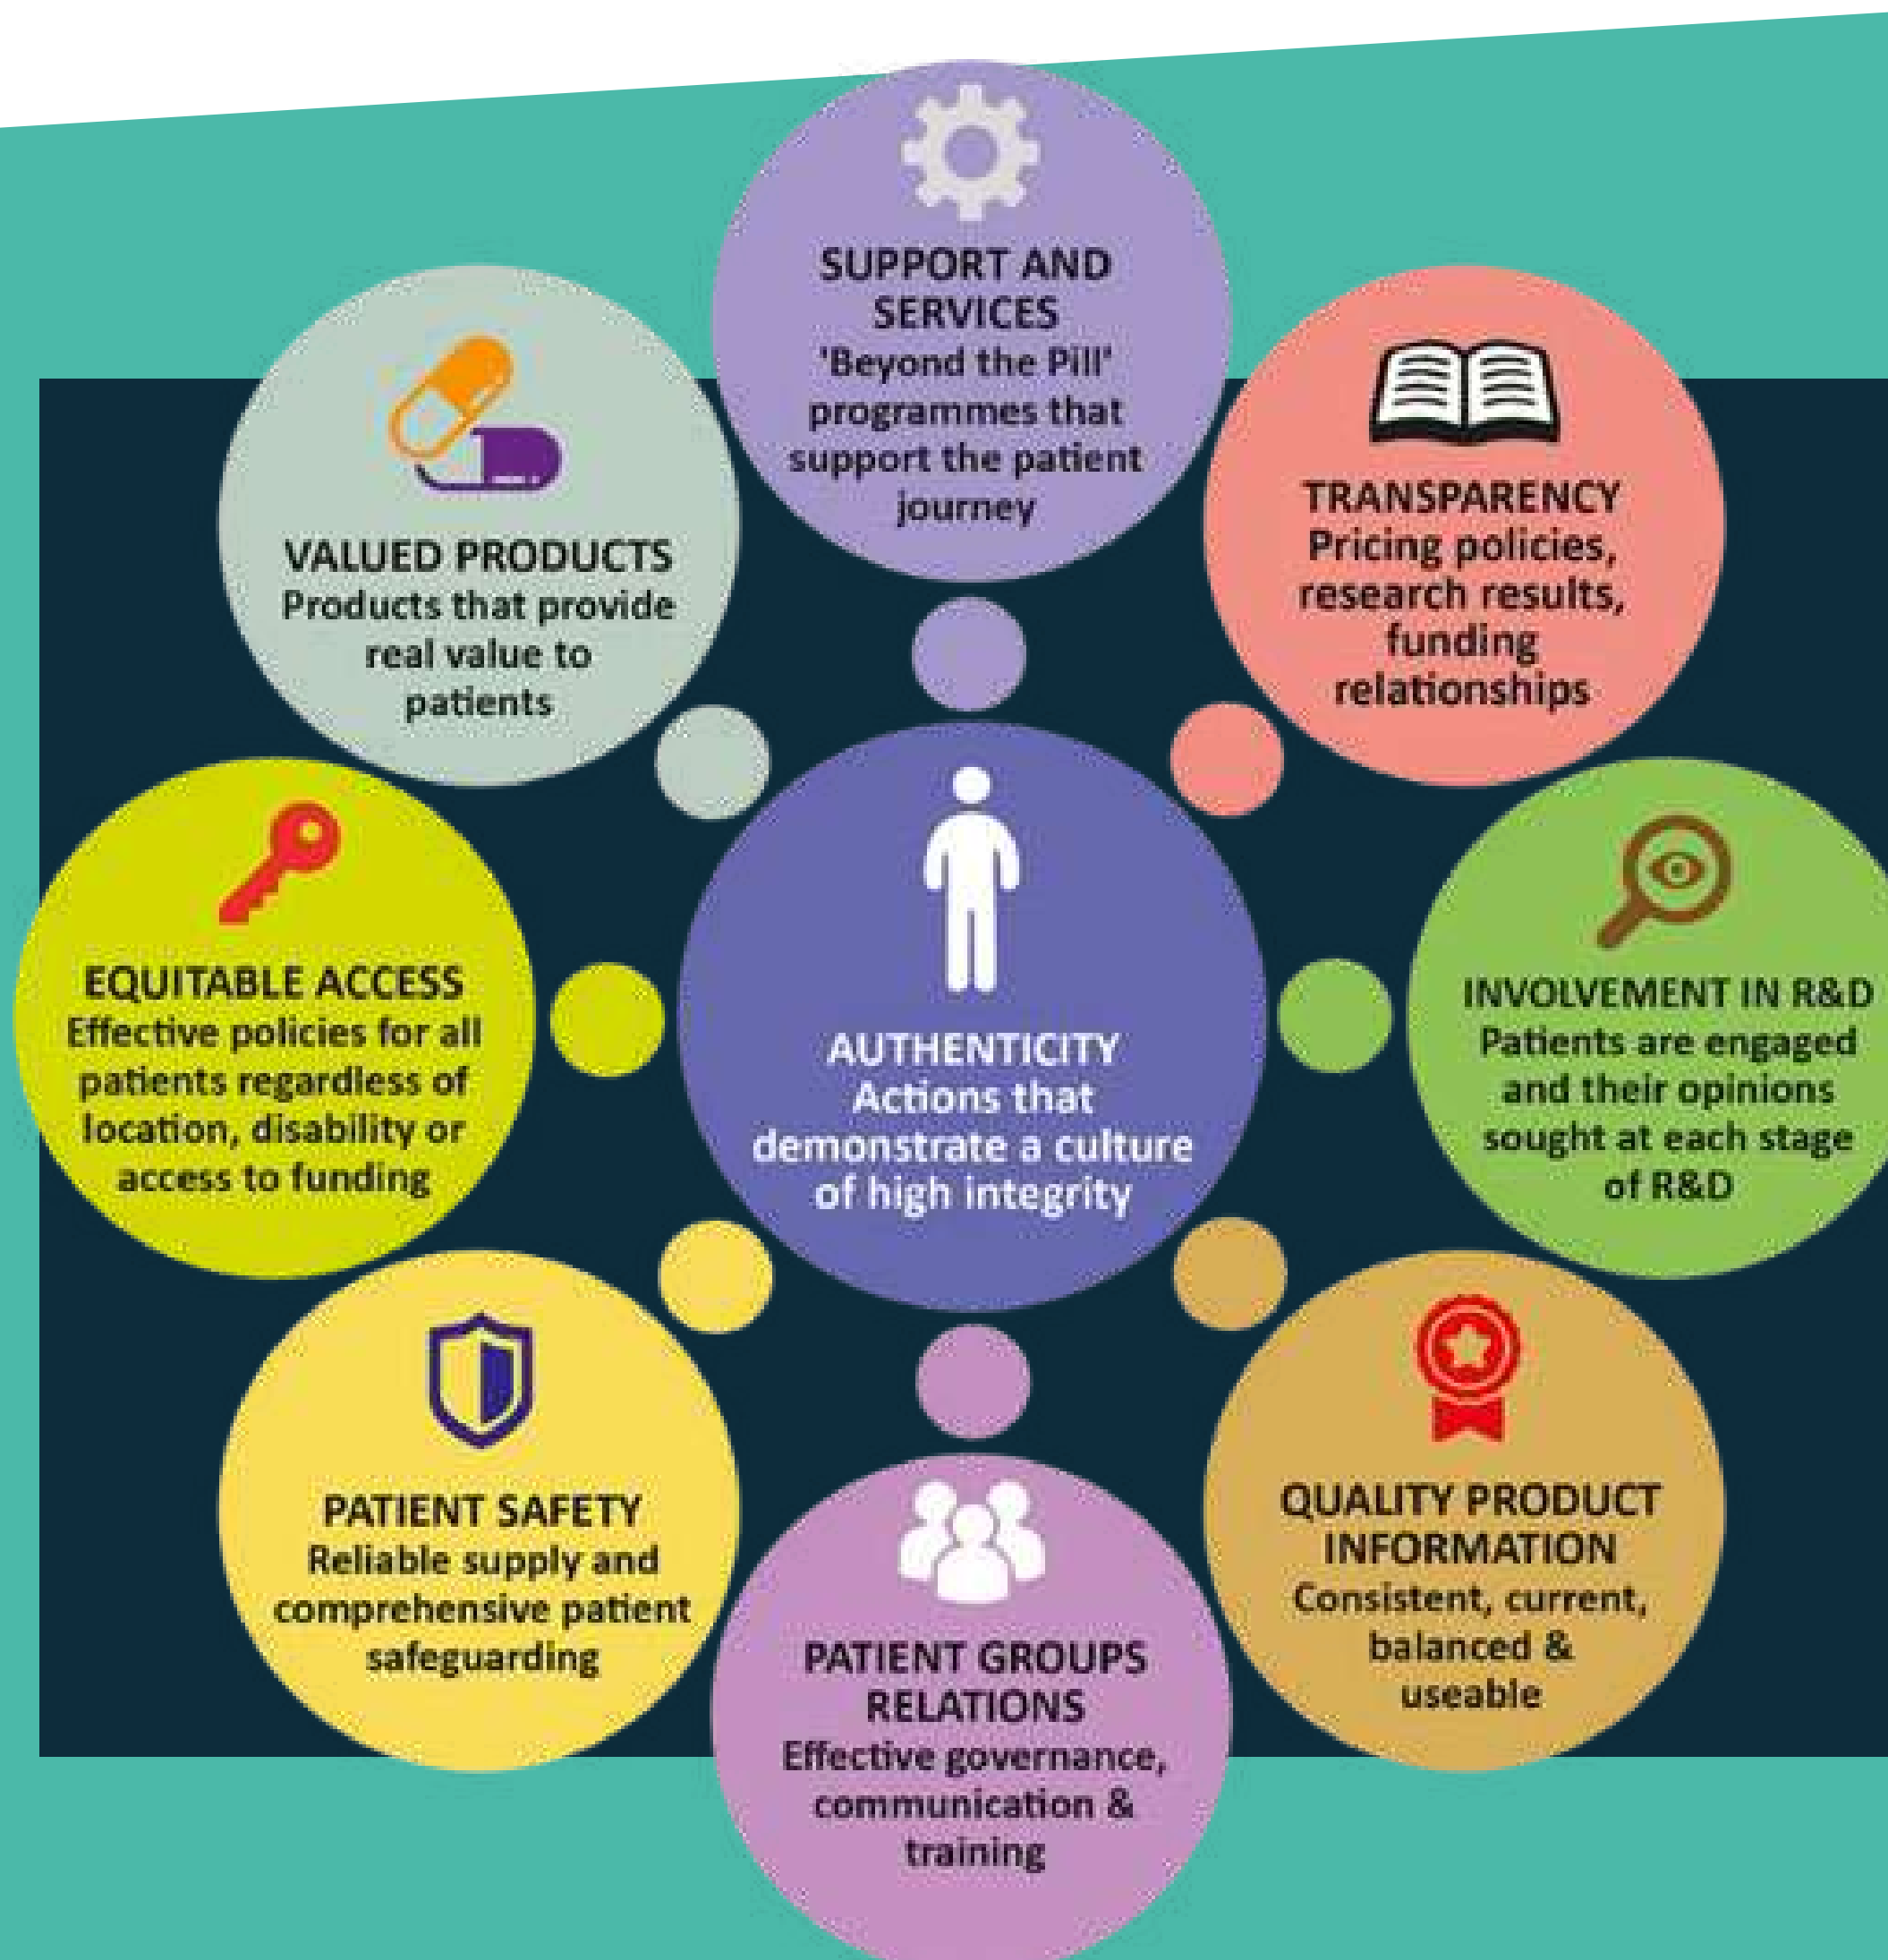 SUPPORT AND
SERVICES
'Beyond the Pill'
programmes that
support the patient
journey
TRANSPARENCY
Pricing policies,
research results,
funding
relationships
INVOLVEMENT IN R&D
Patients are engaged
and their opinions
sought at each stage
of R&D
QUALITY PRODUCT
INFORMATION
Consistent, current,
balanced &
useable
PATIENT GROUPS
RELATIONS
Effective governance,
communication &
training
PATIENT SAFETY
Reliable supply and
comprehensive patient
safeguarding
EQUITABLE ACCESS
Effective policies for all
patients regardless of
location, disability or
access to funding
VALUED PRODUCTS
Products that provide
real value to
patients
AUTHENTICITY
Actions that
demonstrate a culture
of high integrity